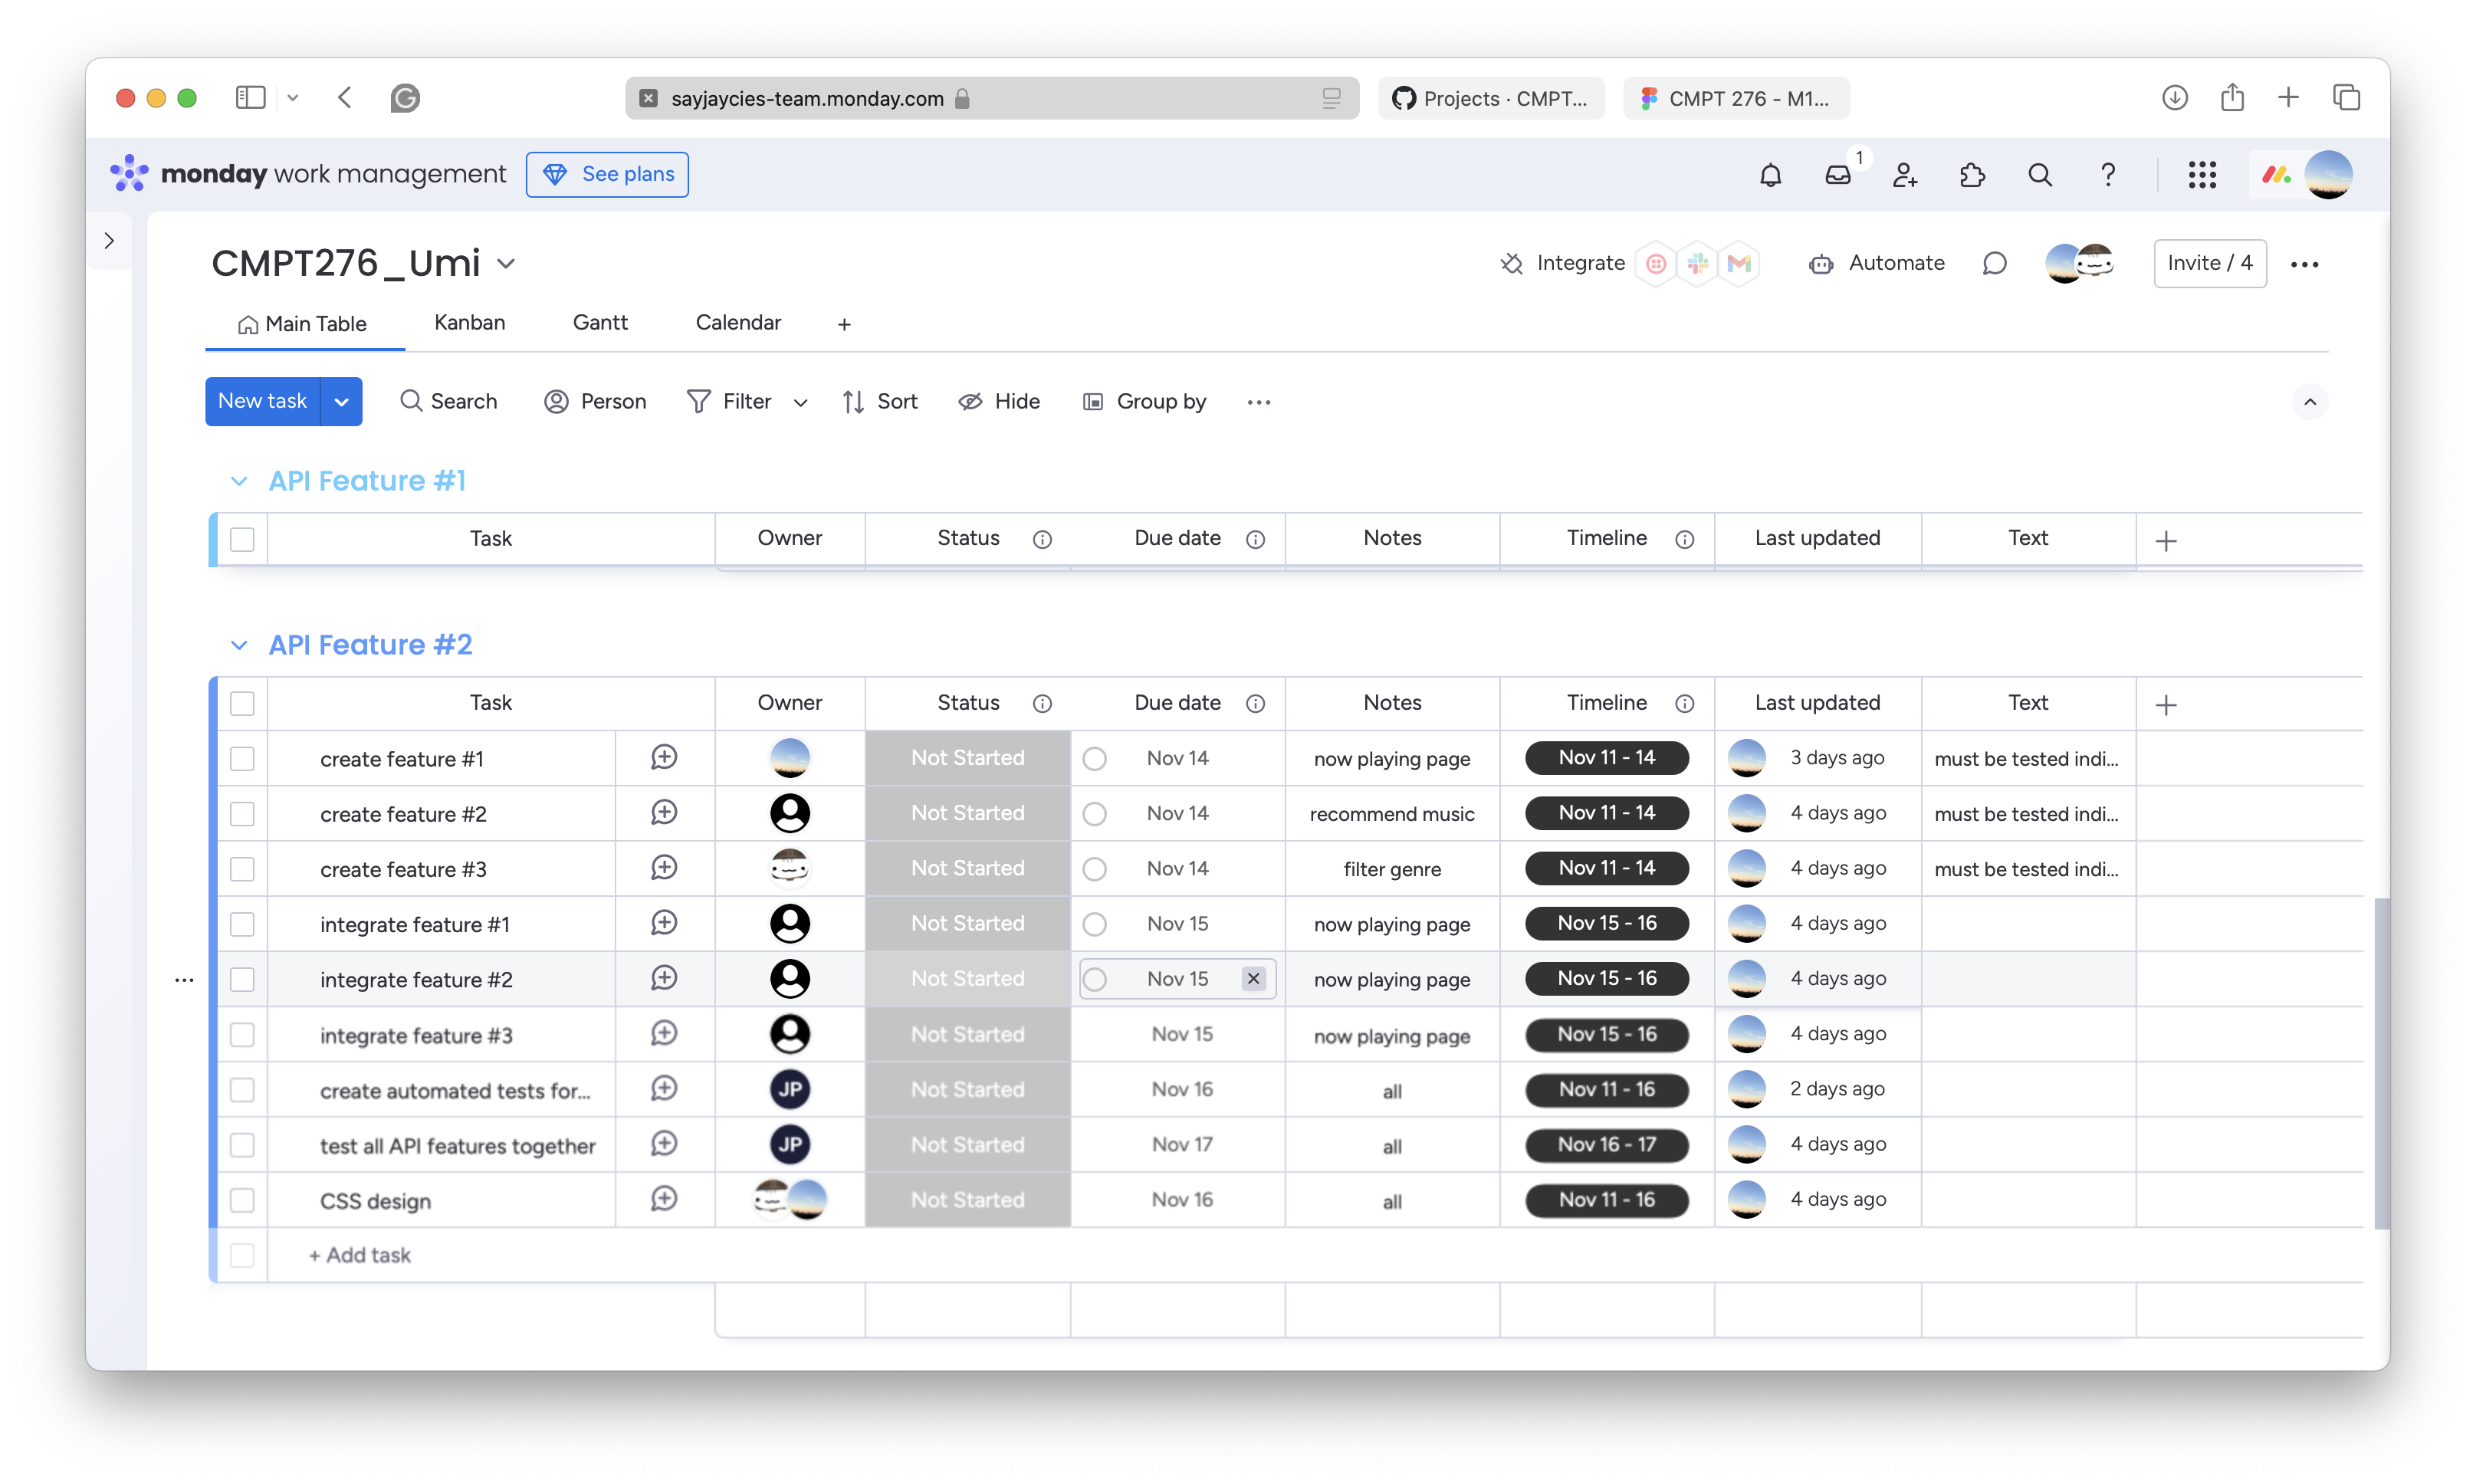 sayjaycies-team.monday.com
Projects · CMPT...
CMPT 276 - M1...
monday work management
See plans
1
CMPT276_Umi
Integrate
Automate
Invite / 4
Main Table
Kanban
Gantt
Calendar
+
New task
Search
Person
Filter
Sort
Hide
Group by
API Feature #1
Task Owner Status Due date Notes Timeline Last updated Text
API Feature #2
Task Owner Status Due date Notes Timeline Last updated Text
create feature #1 Not Started Nov 14 now playing page Nov 11 - 14 3 days ago must be tested indi...
create feature #2 Not Started Nov 14 recommend music Nov 11 - 14 4 days ago must be tested indi...
create feature #3 Not Started Nov 14 filter genre Nov 11 - 14 4 days ago must be tested indi...
integrate feature #1 Not Started Nov 15 now playing page Nov 15 - 16 4 days ago
integrate feature #2 Not Started Nov 15 now playing page Nov 15 - 16 4 days ago
integrate feature #3 Not Started Nov 15 now playing page Nov 15 - 16 4 days ago
create automated tests for... JP Not Started Nov 16 all Nov 11 - 16 2 days ago
test all API features together JP Not Started Nov 17 all Nov 16 - 17 4 days ago
CSS design Not Started Nov 16 all Nov 11 - 16 4 days ago
+ Add task